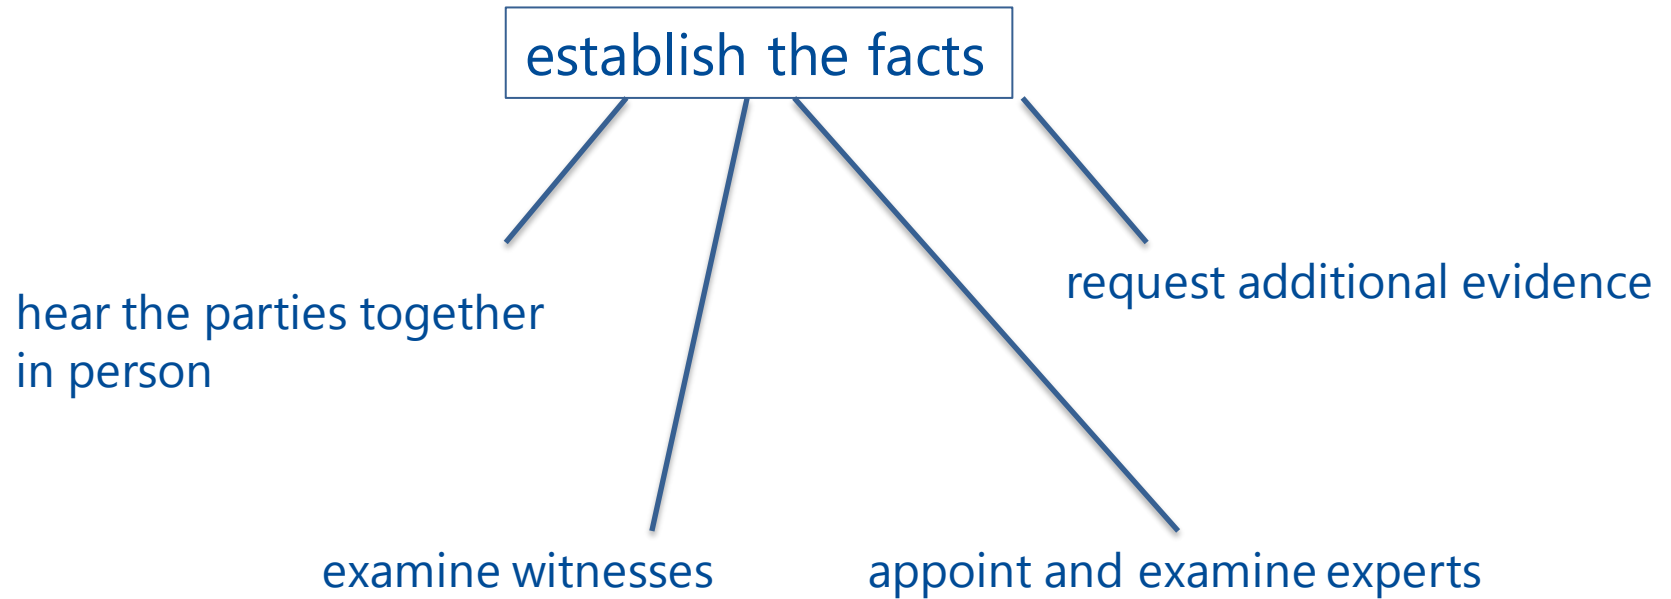 establish the facts
hear the parties together
in person
request additional evidence
examine witnesses
appoint and examine experts